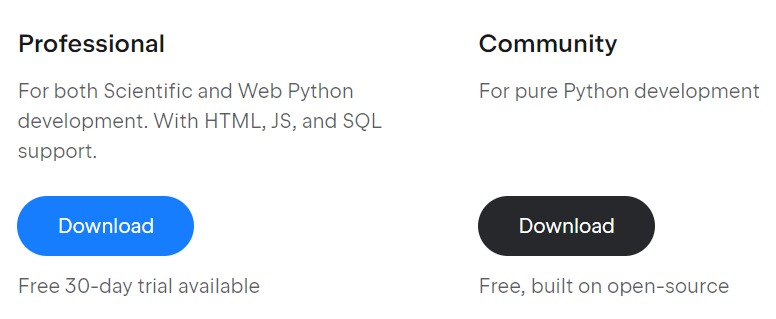 Professional
For both Scientific and Web Python
development. With HTML, JS, and SQL
support.
Download
Free 30-day trial available
Community
For pure Python development
Download
Free, built on open-source